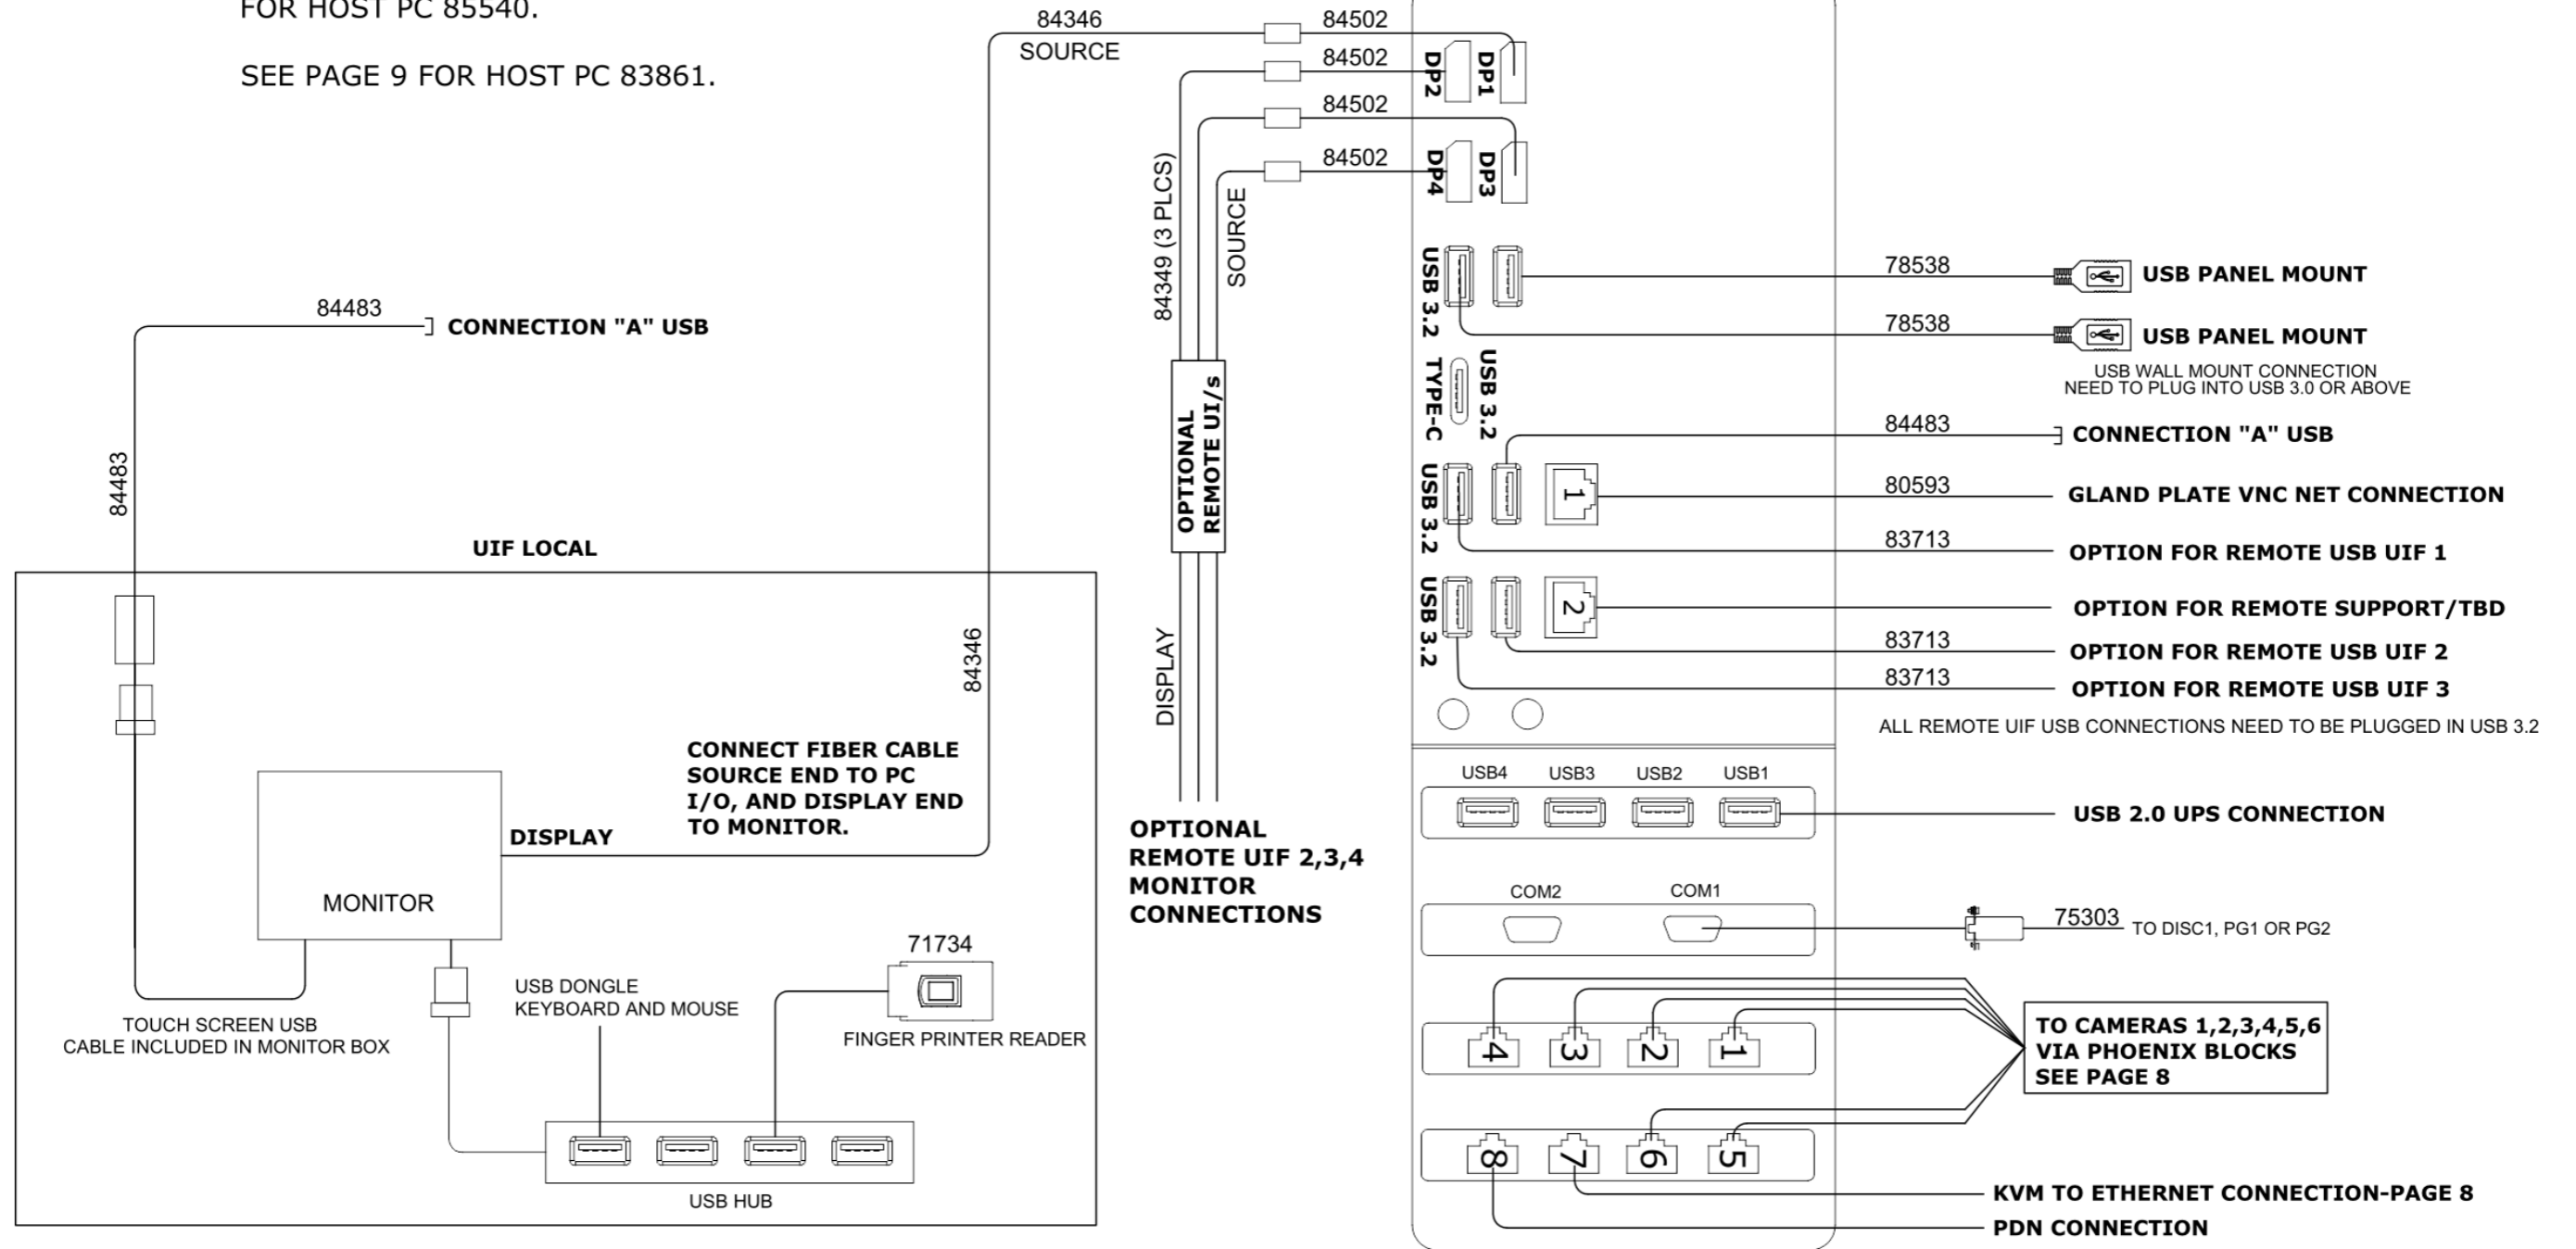 FOR HOST PC 85540.
SEE PAGE 9 FOR HOST PC 83861.
84346
SOURCE
84502
84502
84502
84502
DP2
DP1
DP4
DP3
84349 (3 PLCS)
SOURCE
OPTIONAL
REMOTE UI/s
DISPLAY
OPTIONAL
REMOTE UIF 2,3,4
MONITOR
CONNECTIONS
84483
CONNECTION "A" USB
84483
UIF LOCAL
84346
CONNECT FIBER CABLE
SOURCE END TO PC
I/O, AND DISPLAY END
TO MONITOR.
DISPLAY
MONITOR
71734
USB DONGLE
KEYBOARD AND MOUSE
FINGER PRINTER READER
TOUCH SCREEN USB
CABLE INCLUDED IN MONITOR BOX
USB HUB
USB 3.2
USB 3.2
TYPE-C
USB 3.2
USB 3.2
1
2
78538
USB PANEL MOUNT
78538
USB PANEL MOUNT
USB WALL MOUNT CONNECTION
NEED TO PLUG INTO USB 3.0 OR ABOVE
84483
CONNECTION "A" USB
80593
GLAND PLATE VNC NET CONNECTION
83713
OPTION FOR REMOTE USB UIF 1
OPTION FOR REMOTE SUPPORT/TBD
83713
OPTION FOR REMOTE USB UIF 2
83713
OPTION FOR REMOTE USB UIF 3
ALL REMOTE UIF USB CONNECTIONS NEED TO BE PLUGGED IN USB 3.2
USB4 USB3 USB2 USB1
USB 2.0 UPS CONNECTION
COM2 COM1
75303
TO DISC1, PG1 OR PG2
4 3 2 1
TO CAMERAS 1,2,3,4,5,6
VIA PHOENIX BLOCKS
SEE PAGE 8
8 7 6 5
KVM TO ETHERNET CONNECTION-PAGE 8
PDN CONNECTION